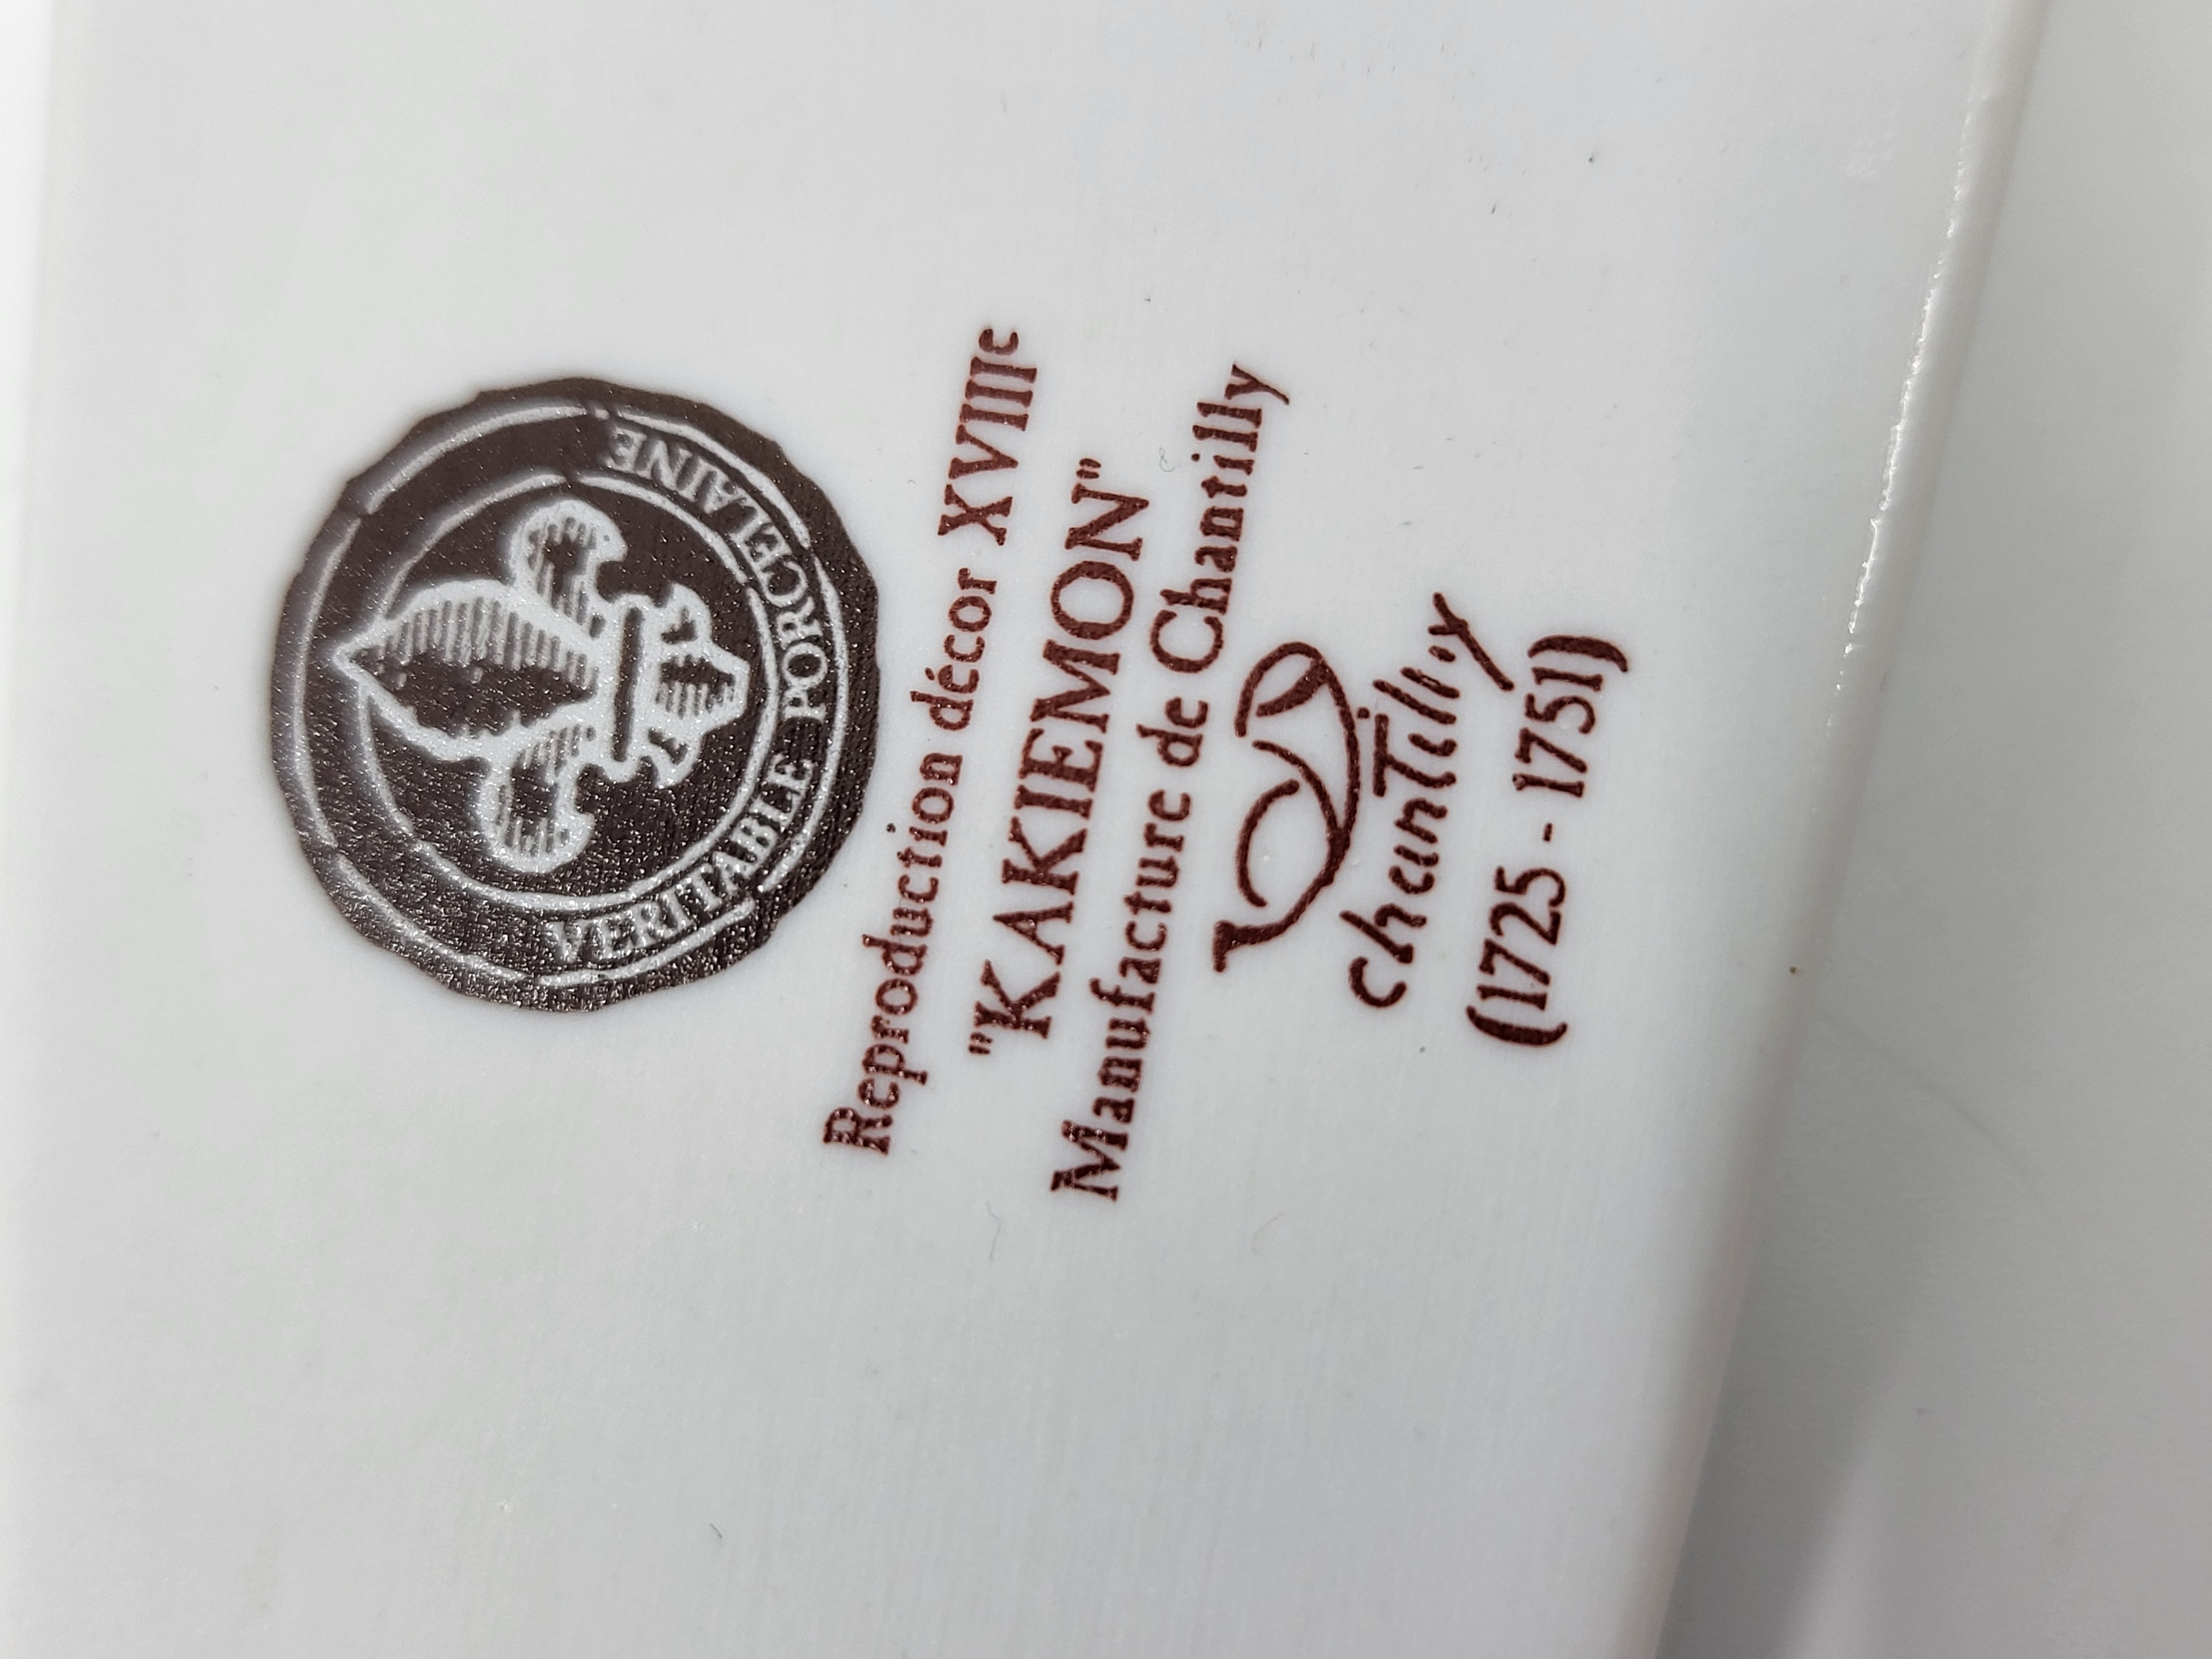 VERITABLE PORCELAINE
Reproduction décor XVIIIe
"KAKIEMON"
Manufacture de Chantilly
chantilly
(1725 - 1751)